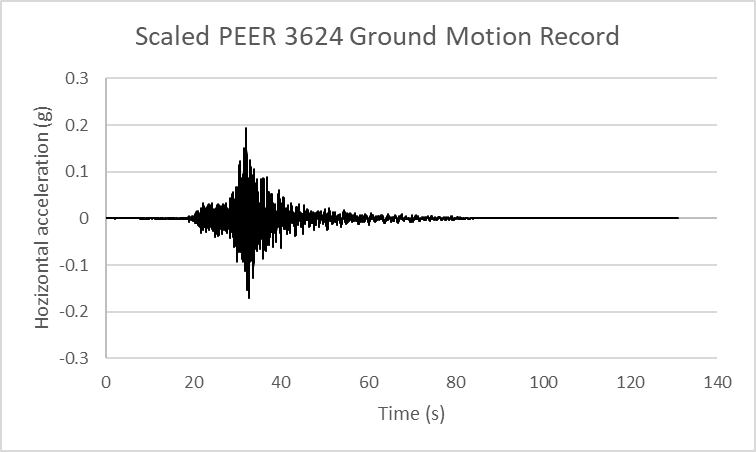 Scaled PEER 3624 Ground Motion Record
Hozizontal acceleration (g)
0.3
0.2
0.1
0
-0.1
-0.2
-0.3
0 20 40 60 80 100 120 140
Time (s)